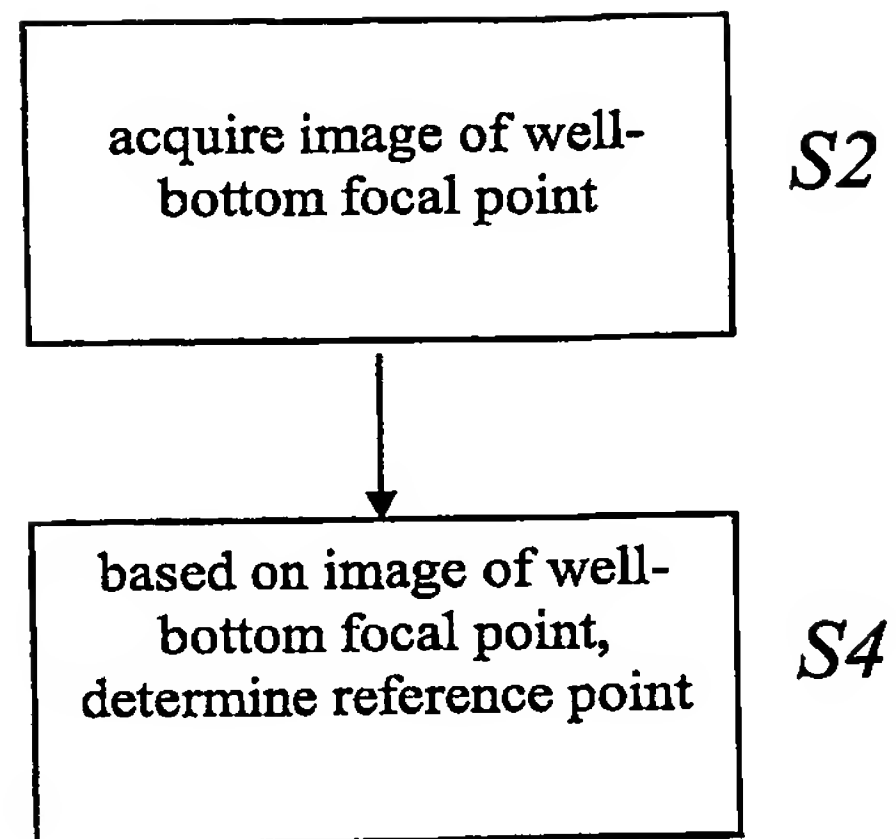 acquire image of well-
bottom focal point
S2
based on image of well-
bottom focal point,
determine reference point
S4